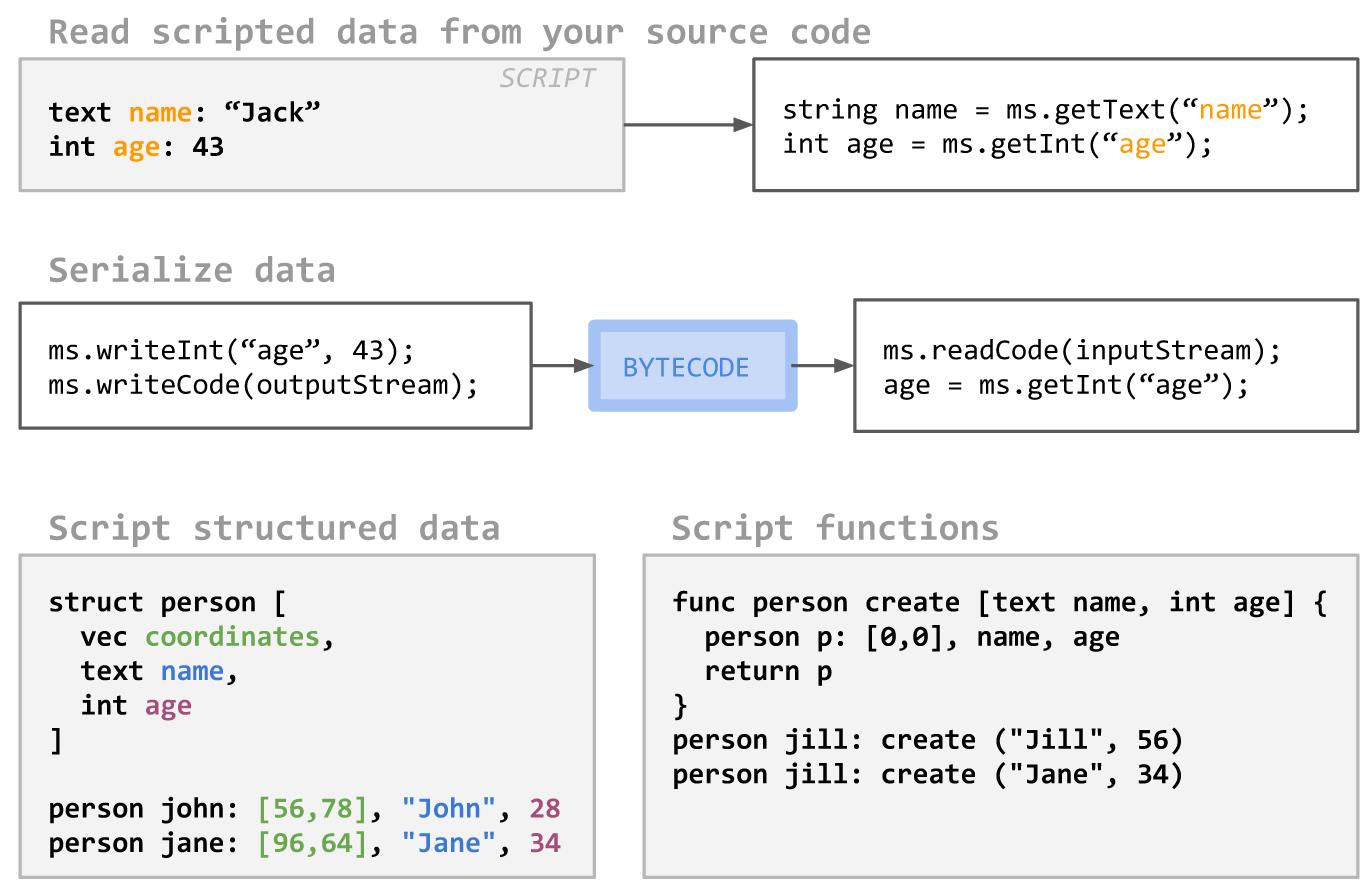 Read scripted data from your source code
SCRIPT
text name: “Jack”
int age: 43
string name = ms.getText(“name”);
int age = ms.getInt(“age”);
Serialize data
ms.writeInt(“age”, 43);
ms.writeCode(outputStream);
BYTECODE
ms.readCode(inputStream);
age = ms.getInt(“age”);
Script structured data
struct person [
  vec coordinates,
  text name,
  int age
]
person john: [56,78], "John", 28
person jane: [96,64], "Jane", 34
Script functions
func person create [text name, int age] {
  person p: [0,0], name, age
  return p
}
person jill: create ("Jill", 56)
person jill: create ("Jane", 34)